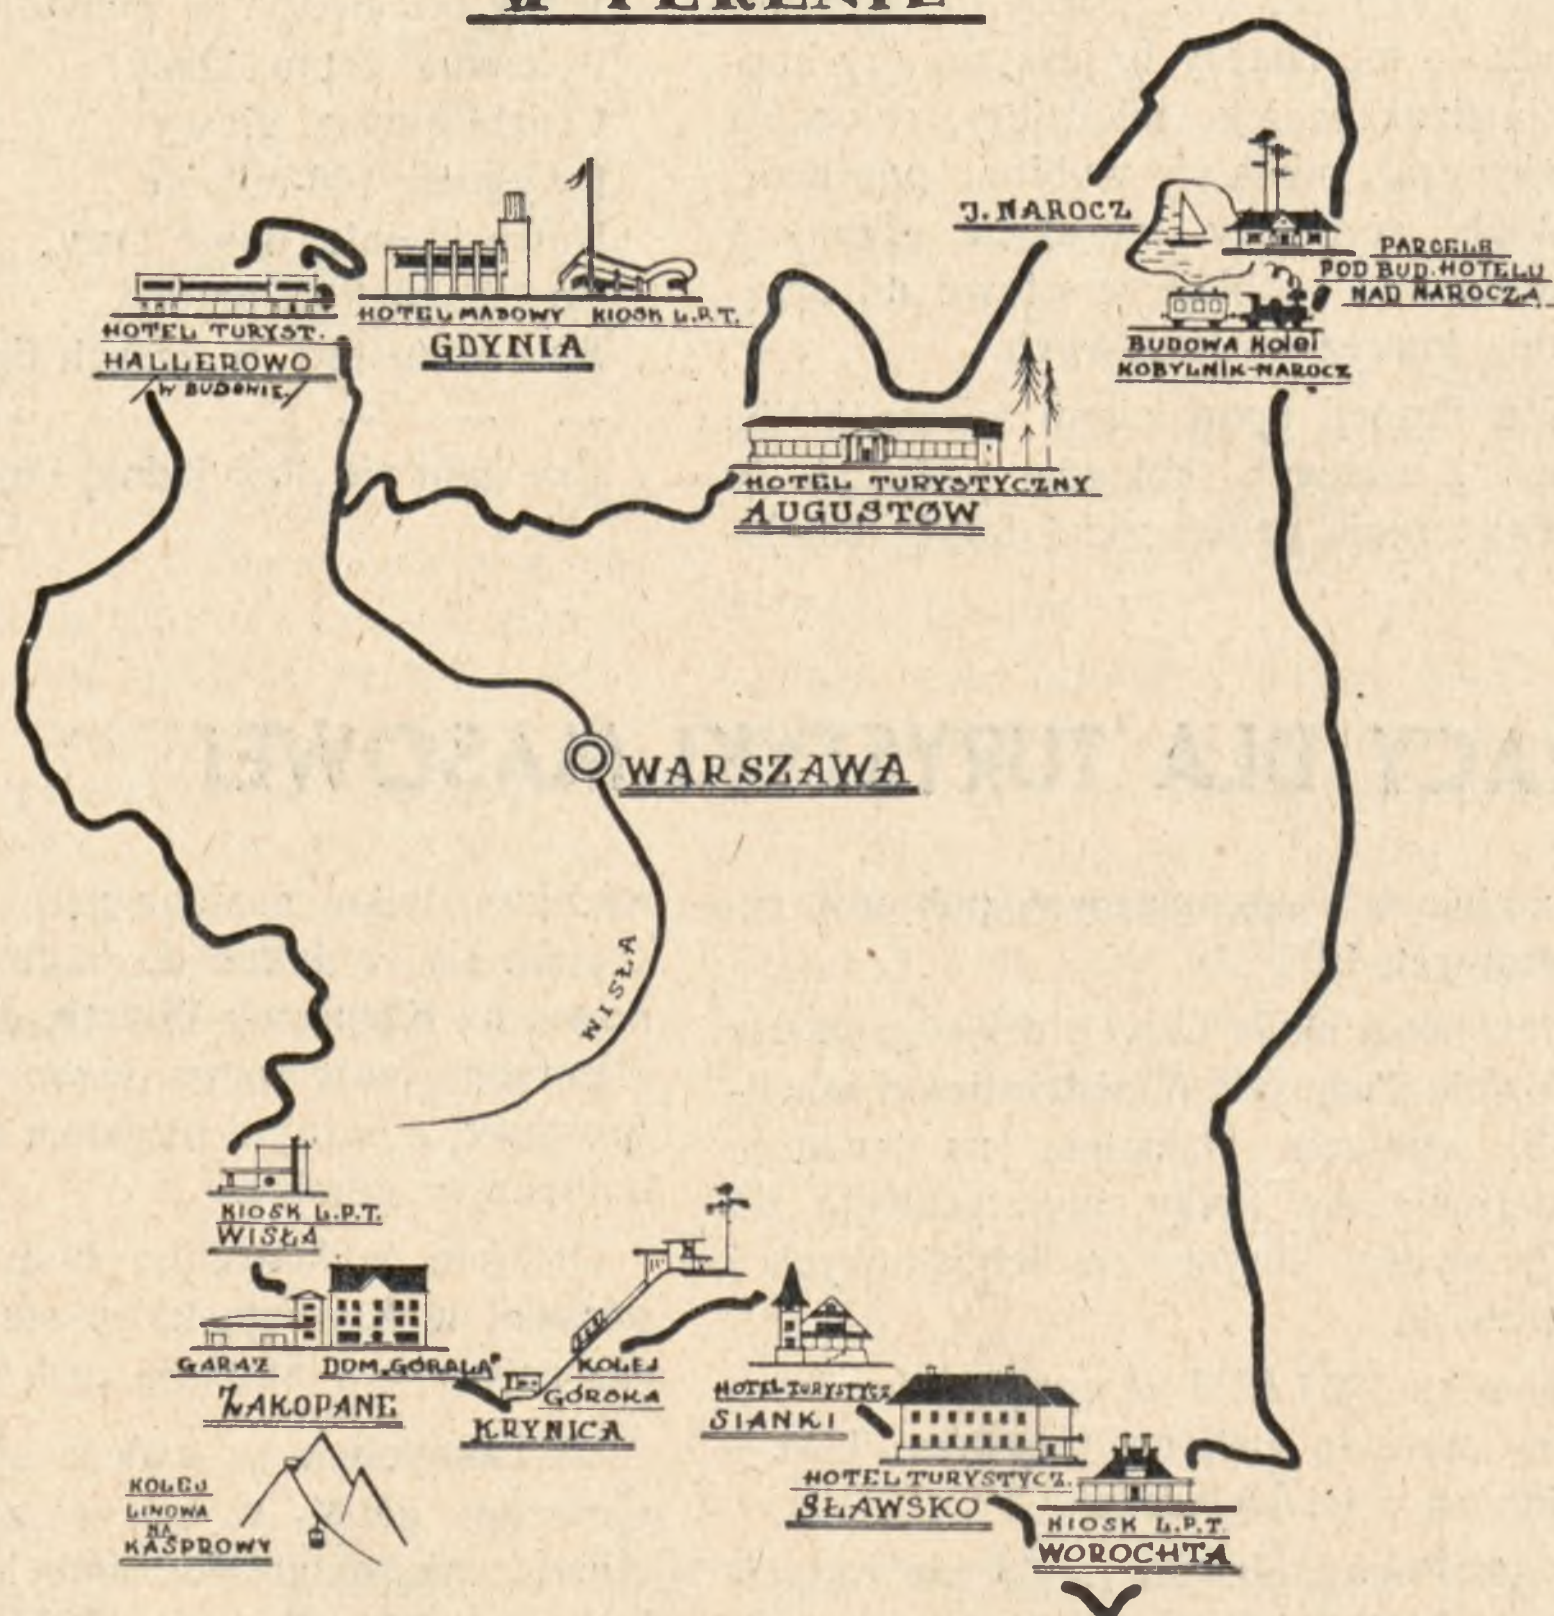 W TERENIE
J. NAROCZ
PARCELE
POD BUD. HOTELU
NAD NAROCZĄ
BUDOWA KOLEI
KOBYLNIK-NAROCZ
HOTEL TURYST.
HALLEROWO
/W BUDOWIE/
HOTEL MASOWY KIOSK L.P.T.
GDYNIA
HOTEL TURYSTYCZNY
AUGUSTÓW
WARSZAWA
WISŁA
KIOSK L.P.T.
WISŁA
GARAŻ DOM „GÓRALA"
ZAKOPANE
KOLEJ
LINOWA
NA
KASPROWY
KOLEJ
GÓRSKA
KRYNICA
HOTEL TURYSTYCZ.
SIANKI
HOTEL TURYSTYCZ.
SŁAWSKO
KIOSK L.P.T.
WOROCHTA